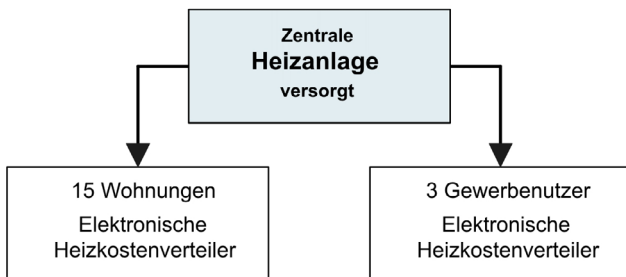 Zentrale
Heizanlage
versorgt
15 Wohnungen
Elektronische
Heizkostenverteiler
3 Gewerbenutzer
Elektronische
Heizkostenverteiler